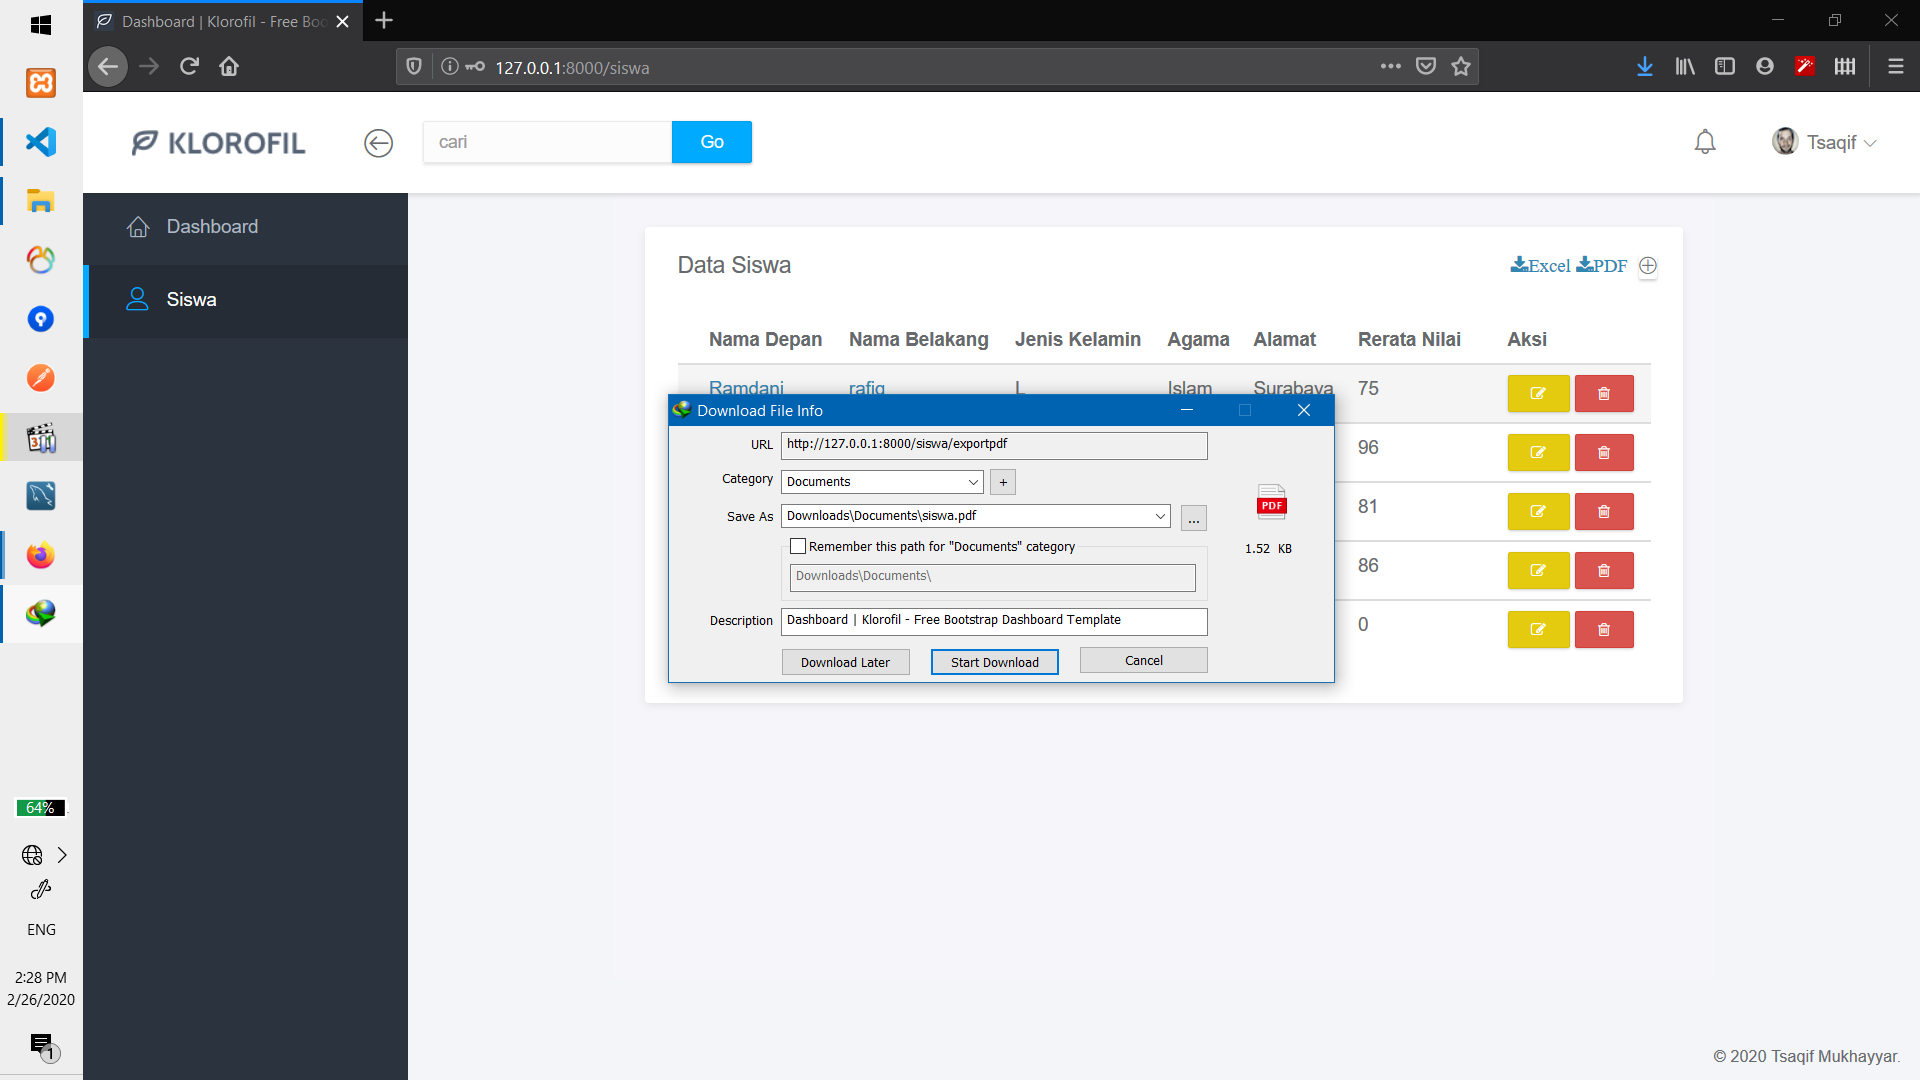 Dashboard | Klorofil - Free Boo
127.0.0.1:8000/siswa
KLOROFIL
cari
Go
Tsaqif
Dashboard
Siswa
Data Siswa
Excel PDF
Nama Depan Nama Belakang Jenis Kelamin Agama Alamat Rerata Nilai Aksi
Ramdani rafiq L Islam Surabaya 75
96
81
86
0
Download File Info
URL http://127.0.0.1:8000/siswa/exportpdf
Category Documents +
Save As Downloads\Documents\siswa.pdf ...
PDF
1.52 KB
Remember this path for "Documents" category
Downloads\Documents\
Description Dashboard | Klorofil - Free Bootstrap Dashboard Template
Download Later Start Download Cancel
64%
ENG
2:28 PM
2/26/2020
1
© 2020 Tsaqif Mukhayyar.